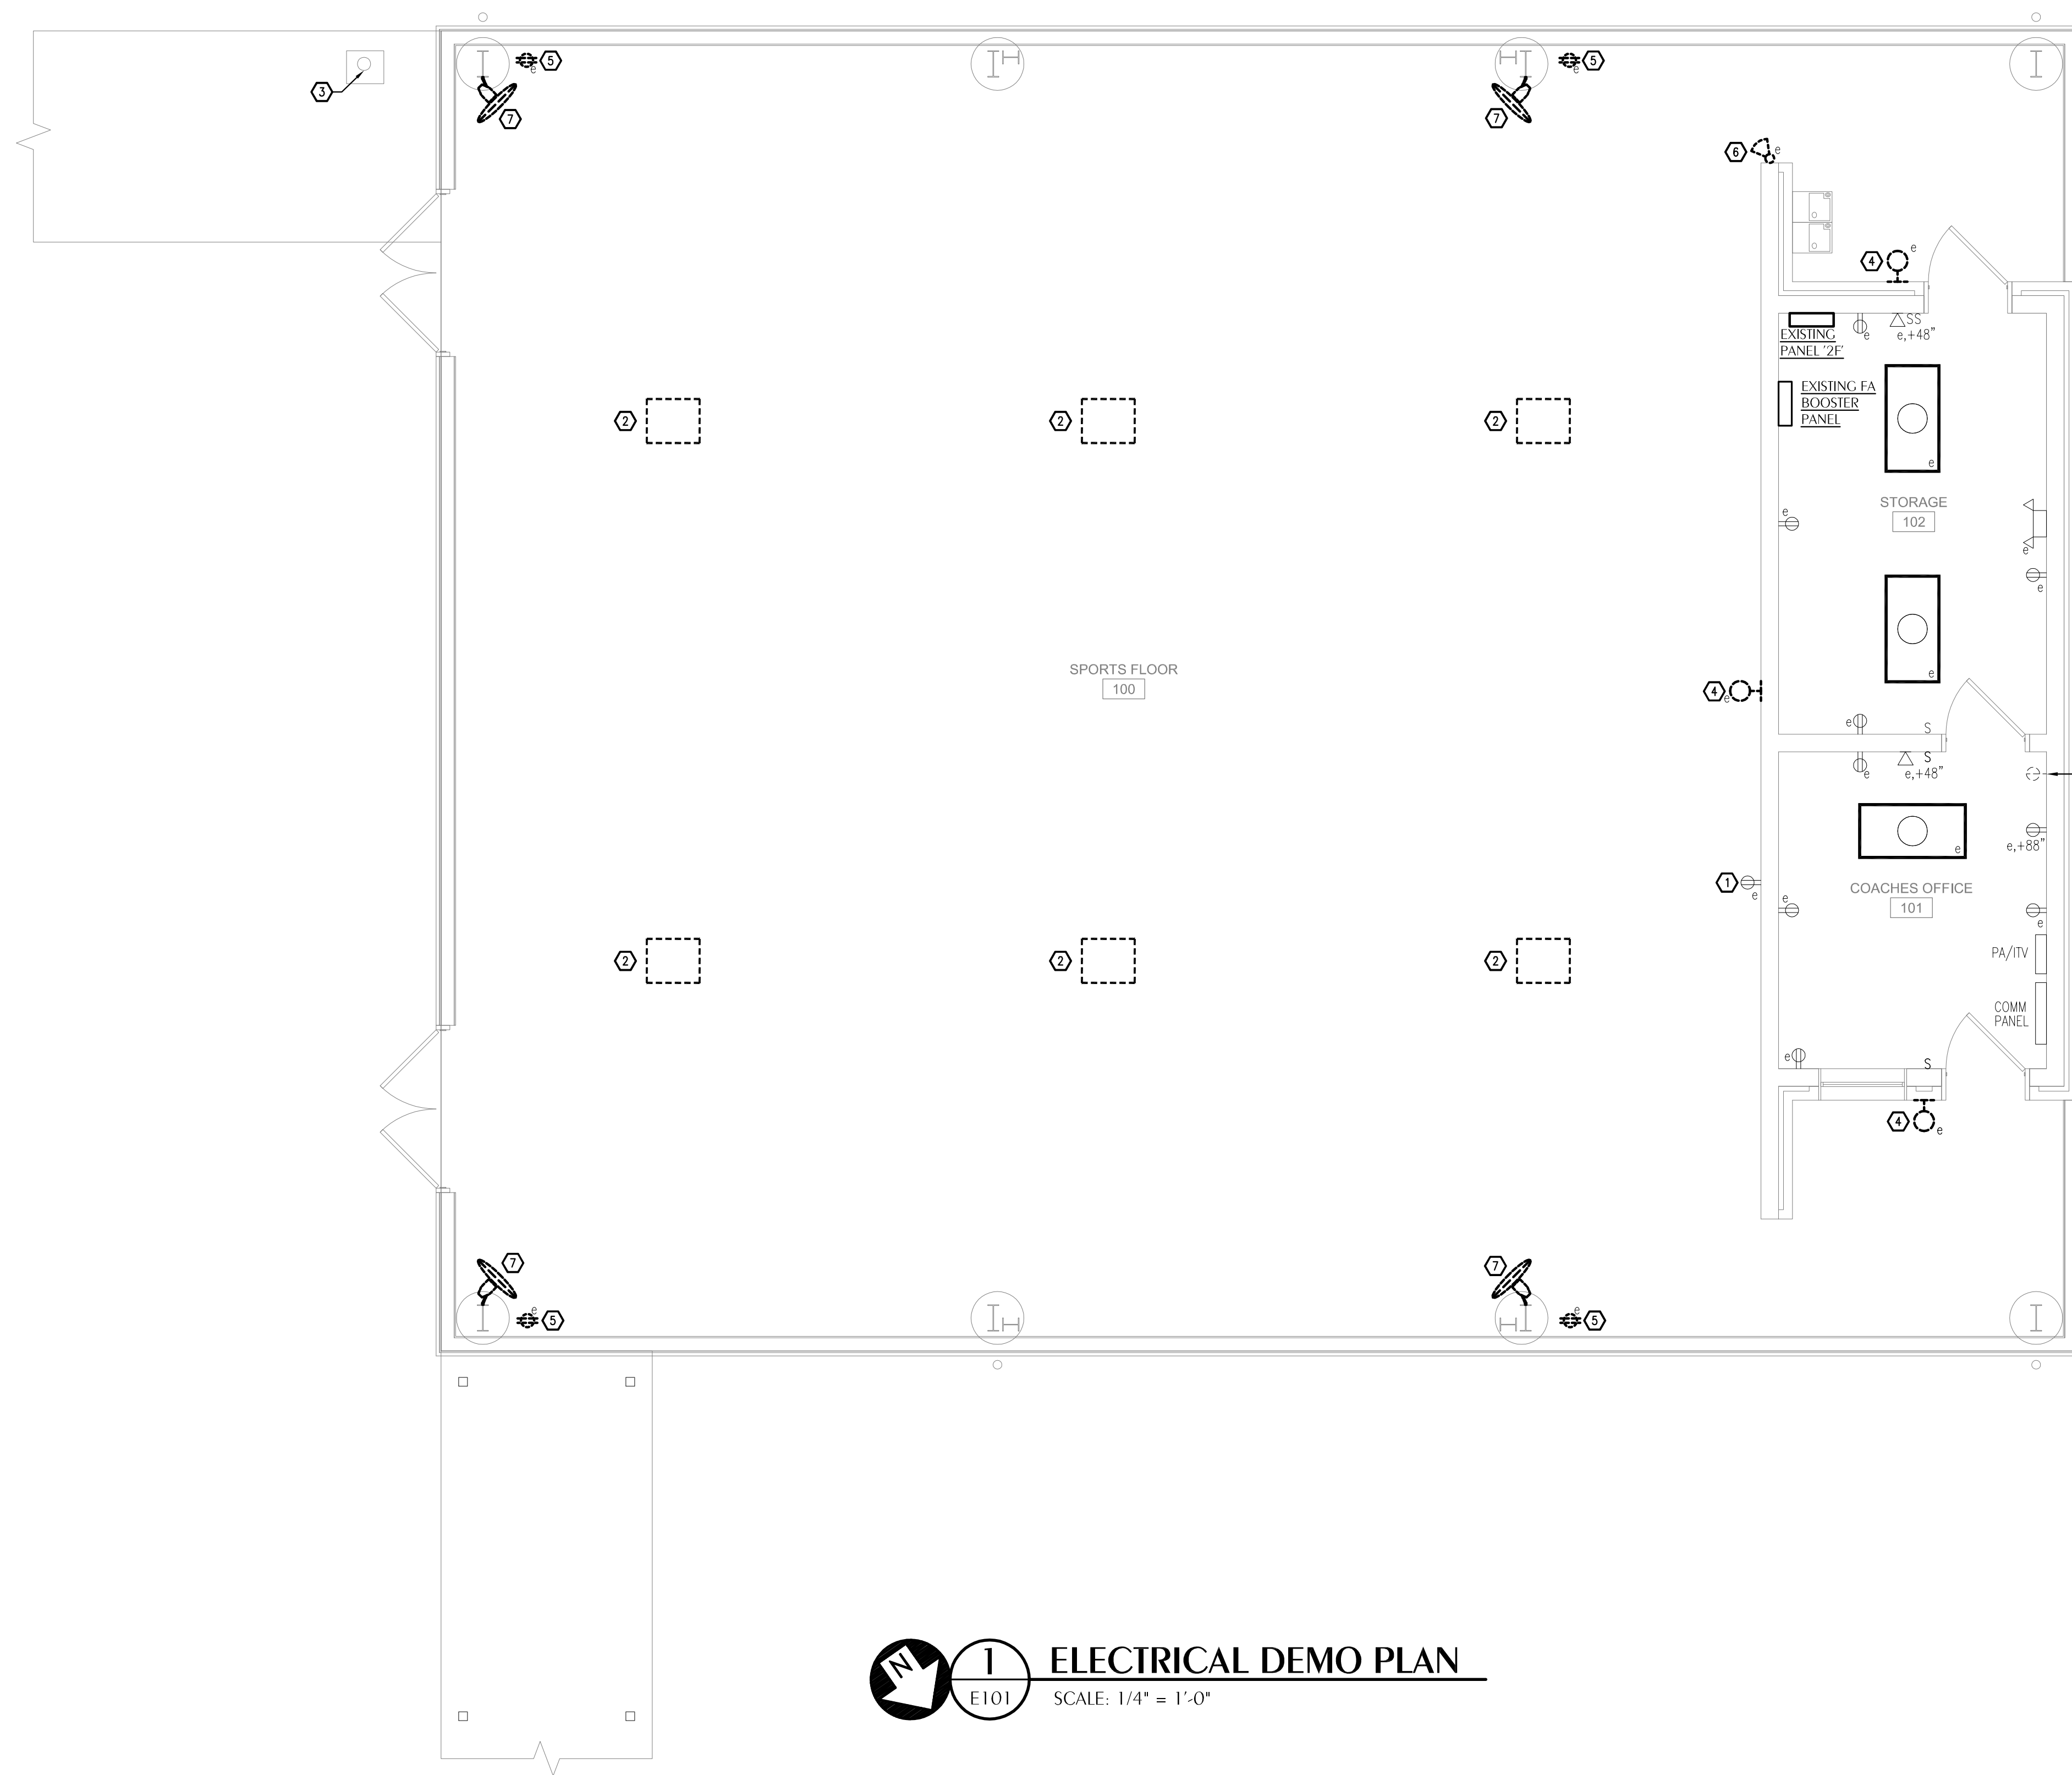 5
5
3
7
7
6
e
4
e
EXISTING
PANEL '2F'
e
SS
e,+48"
EXISTING FA
BOOSTER
PANEL
e
2
2
2
STORAGE
102
e
e
e
e
SPORTS FLOOR
100
4
e
e
S
e
S
e,+48"
e
e,+88"
1
e
COACHES OFFICE
101
e
e
2
2
2
PA/ITV
COMM
PANEL
e
S
4
e
7
7
e
5
e
5
N
1
E101
ELECTRICAL DEMO PLAN
SCALE: 1/4" = 1'-0"